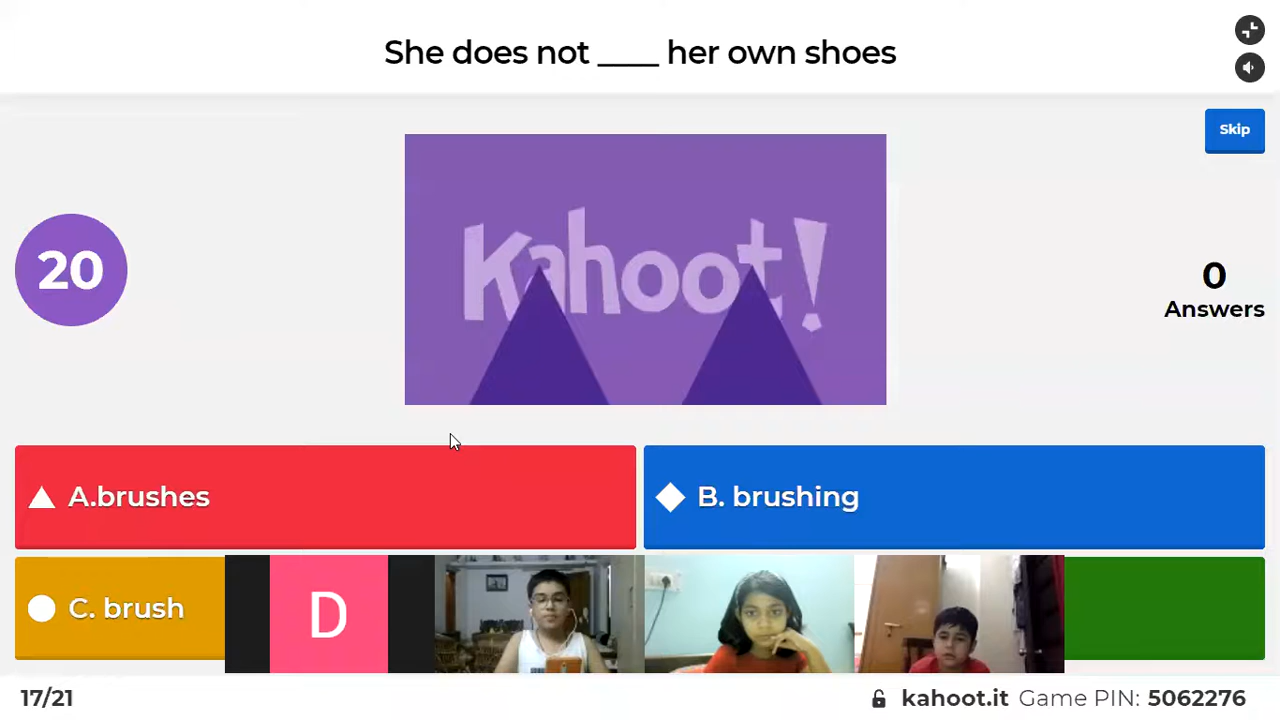 She does not ____ her own shoes
Skip
20
Kahoot!
0
Answers
A.brushes
B. brushing
C. brush
D
17/21
kahoot.it Game PIN: 5062276